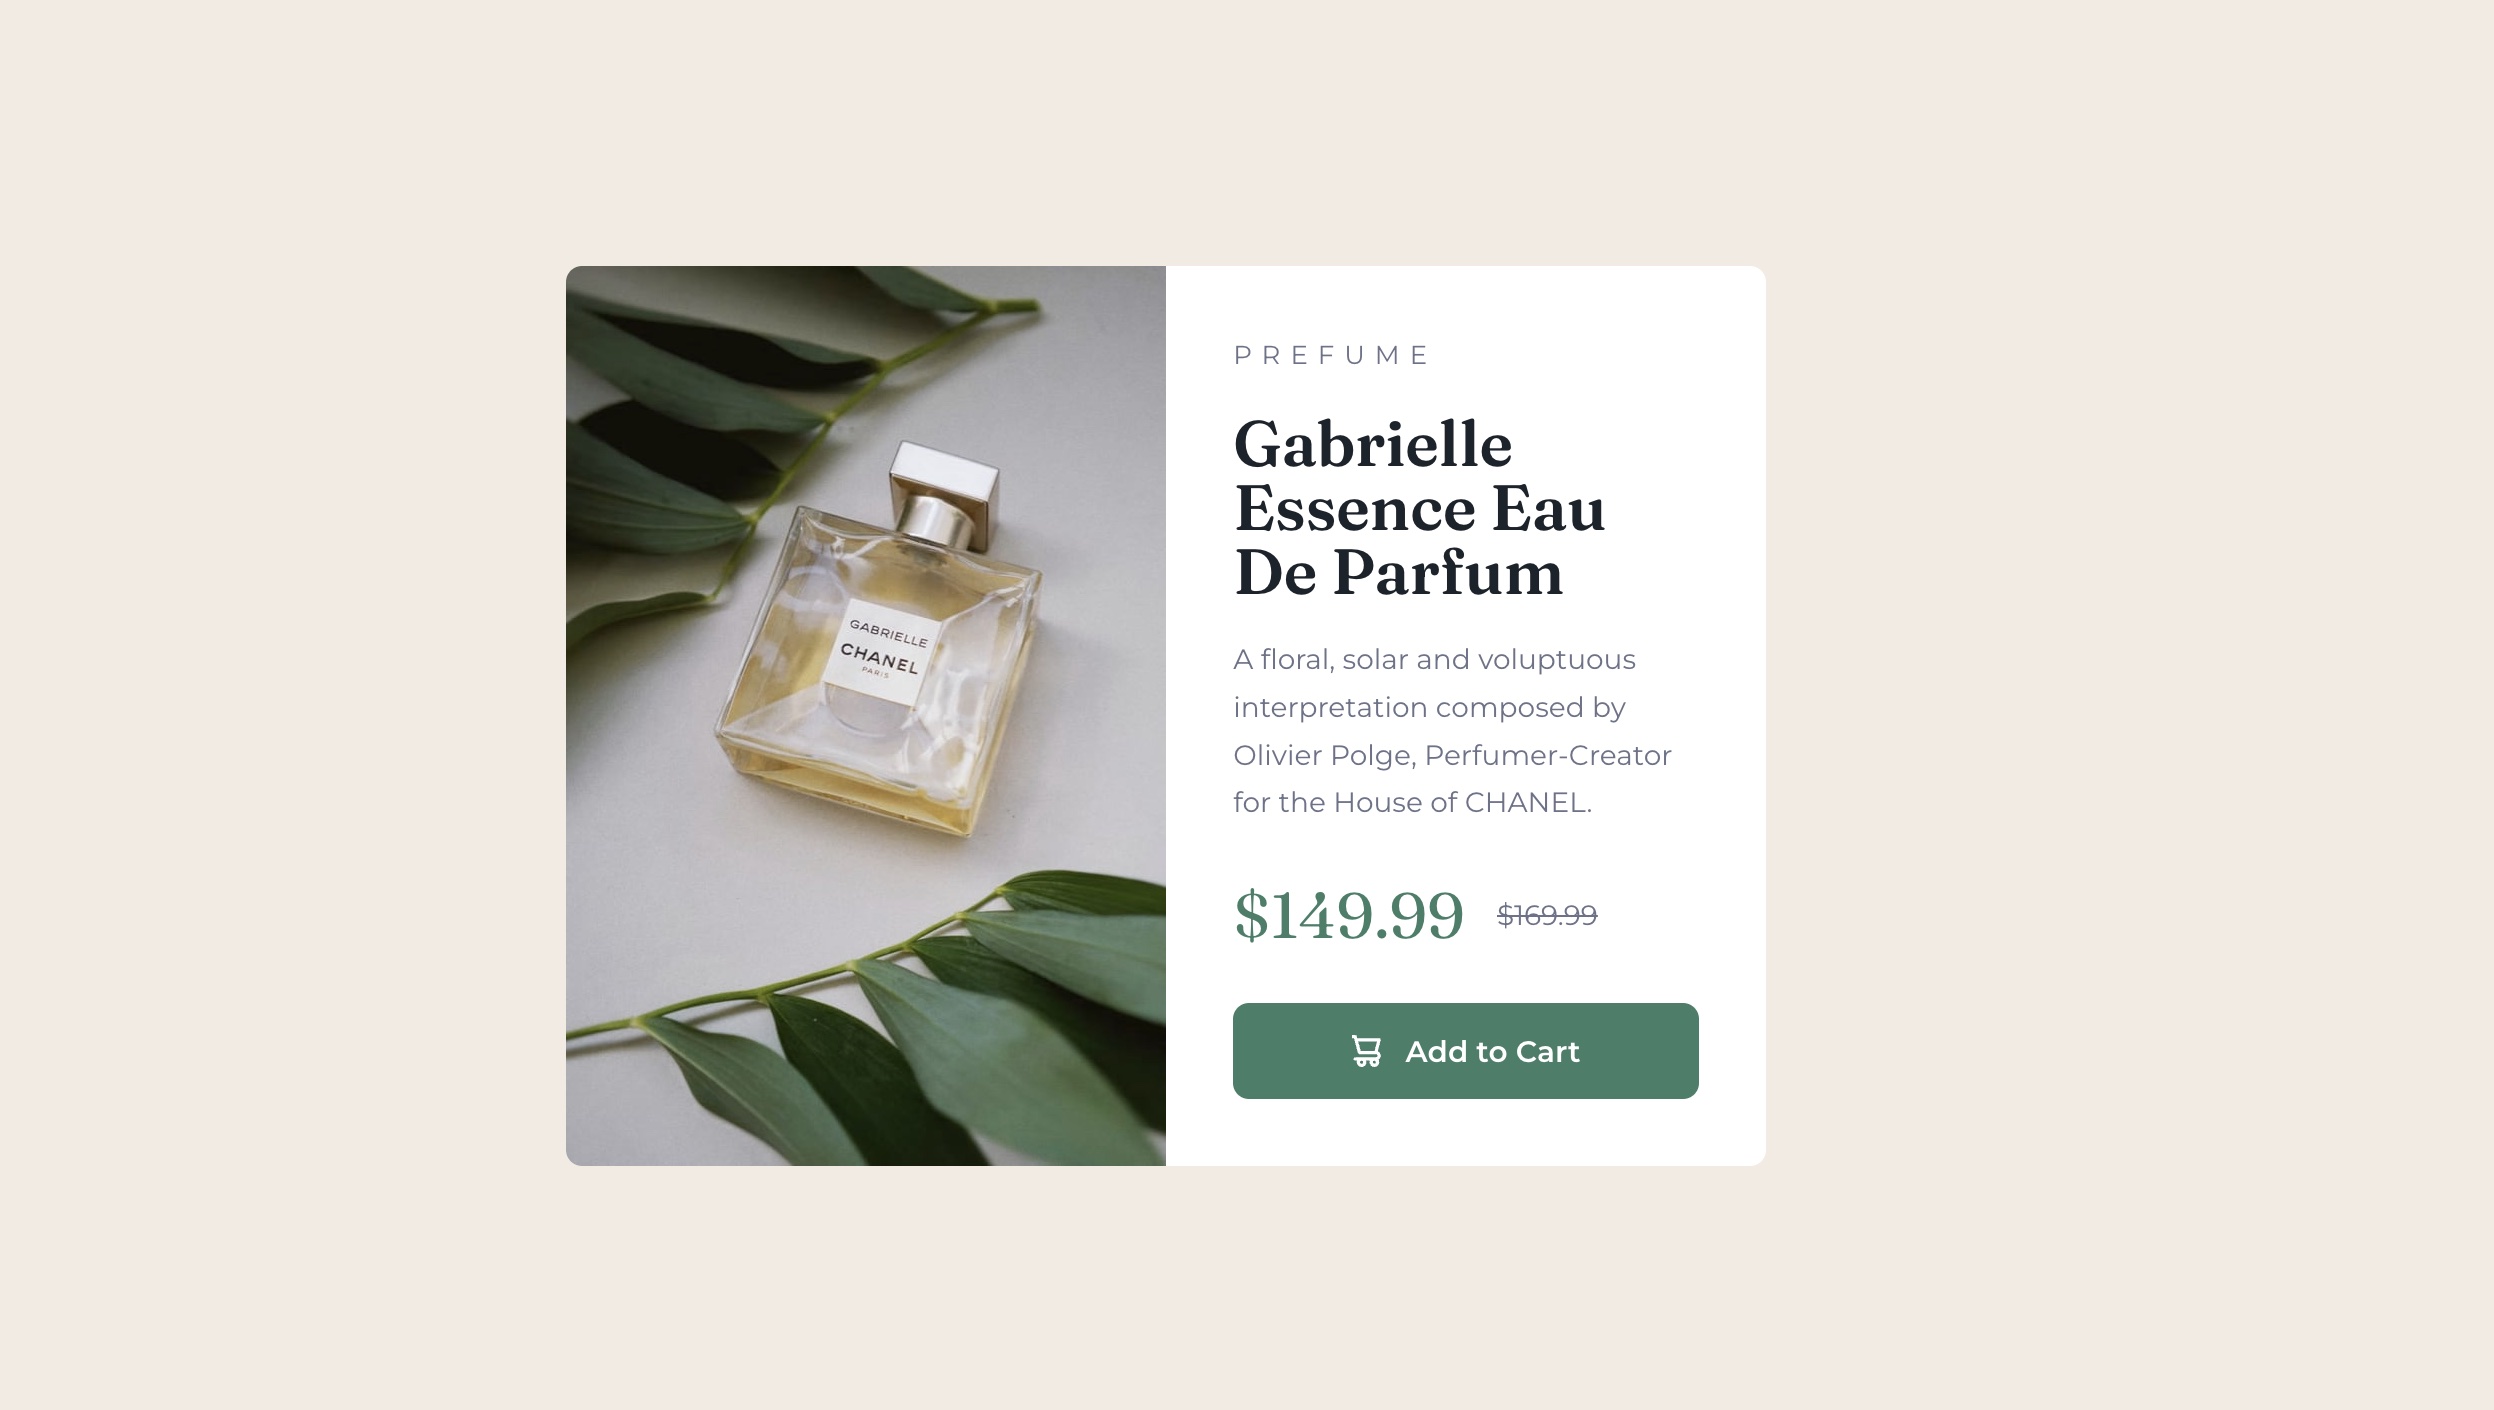 GABRIELLE
CHANEL
PARIS
PREFUME
Gabrielle
Essence Eau
De Parfum
A floral, solar and voluptuous
interpretation composed by
Olivier Polge, Perfumer-Creator
for the House of CHANEL.
$149.99 $169.99
Add to Cart